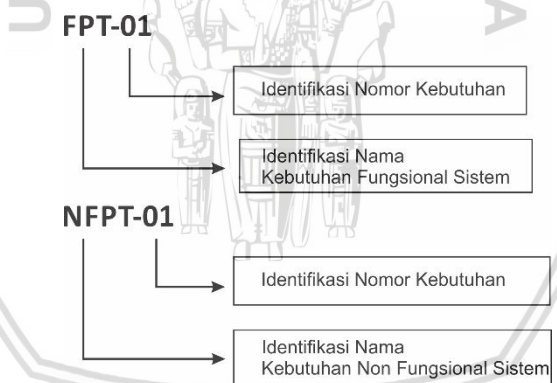 FPT-01
Identifikasi Nomor Kebutuhan
Identifikasi Nama
Kebutuhan Fungsional Sistem
NFPT-01
Identifikasi Nomor Kebutuhan
Identifikasi Nama
Kebutuhan Non Fungsional Sistem